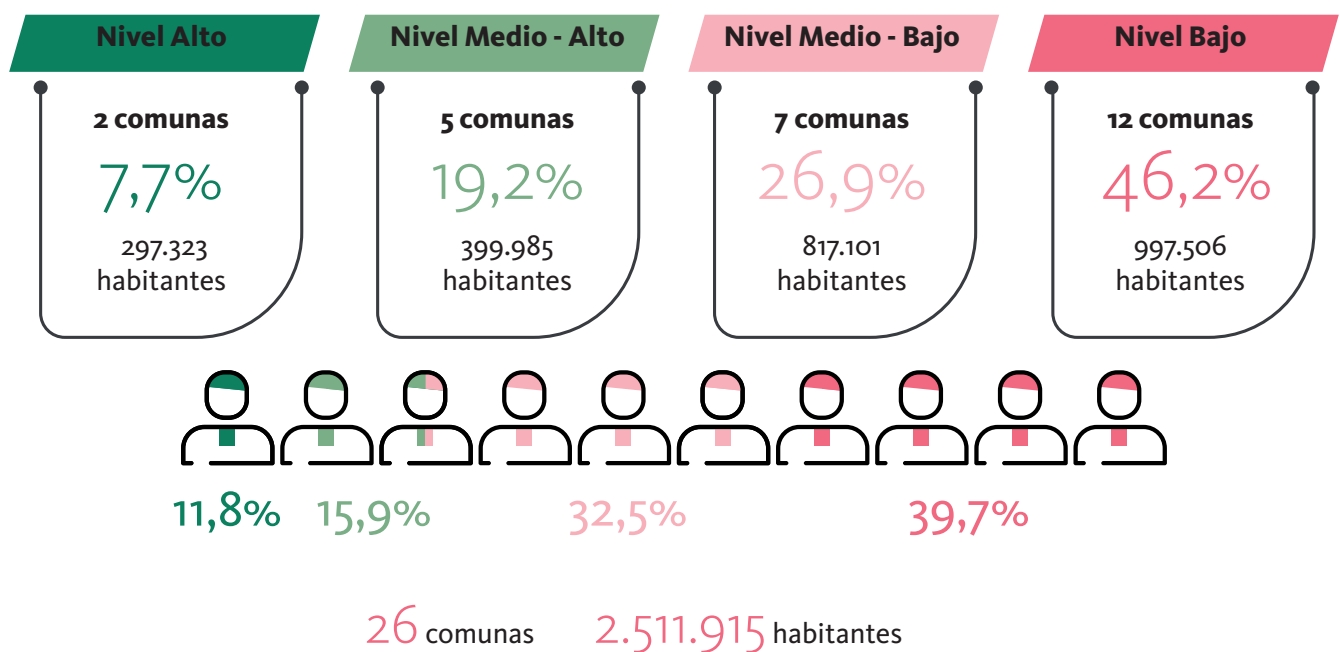 Nivel Alto
2 comunas
7,7%
297.323
habitantes
Nivel Medio - Alto
5 comunas
19,2%
399.985
habitantes
Nivel Medio - Bajo
7 comunas
26,9%
817.101
habitantes
Nivel Bajo
12 comunas
46,2%
997.506
habitantes
11,8% 15,9% 32,5% 39,7%
26 comunas 2.511.915 habitantes